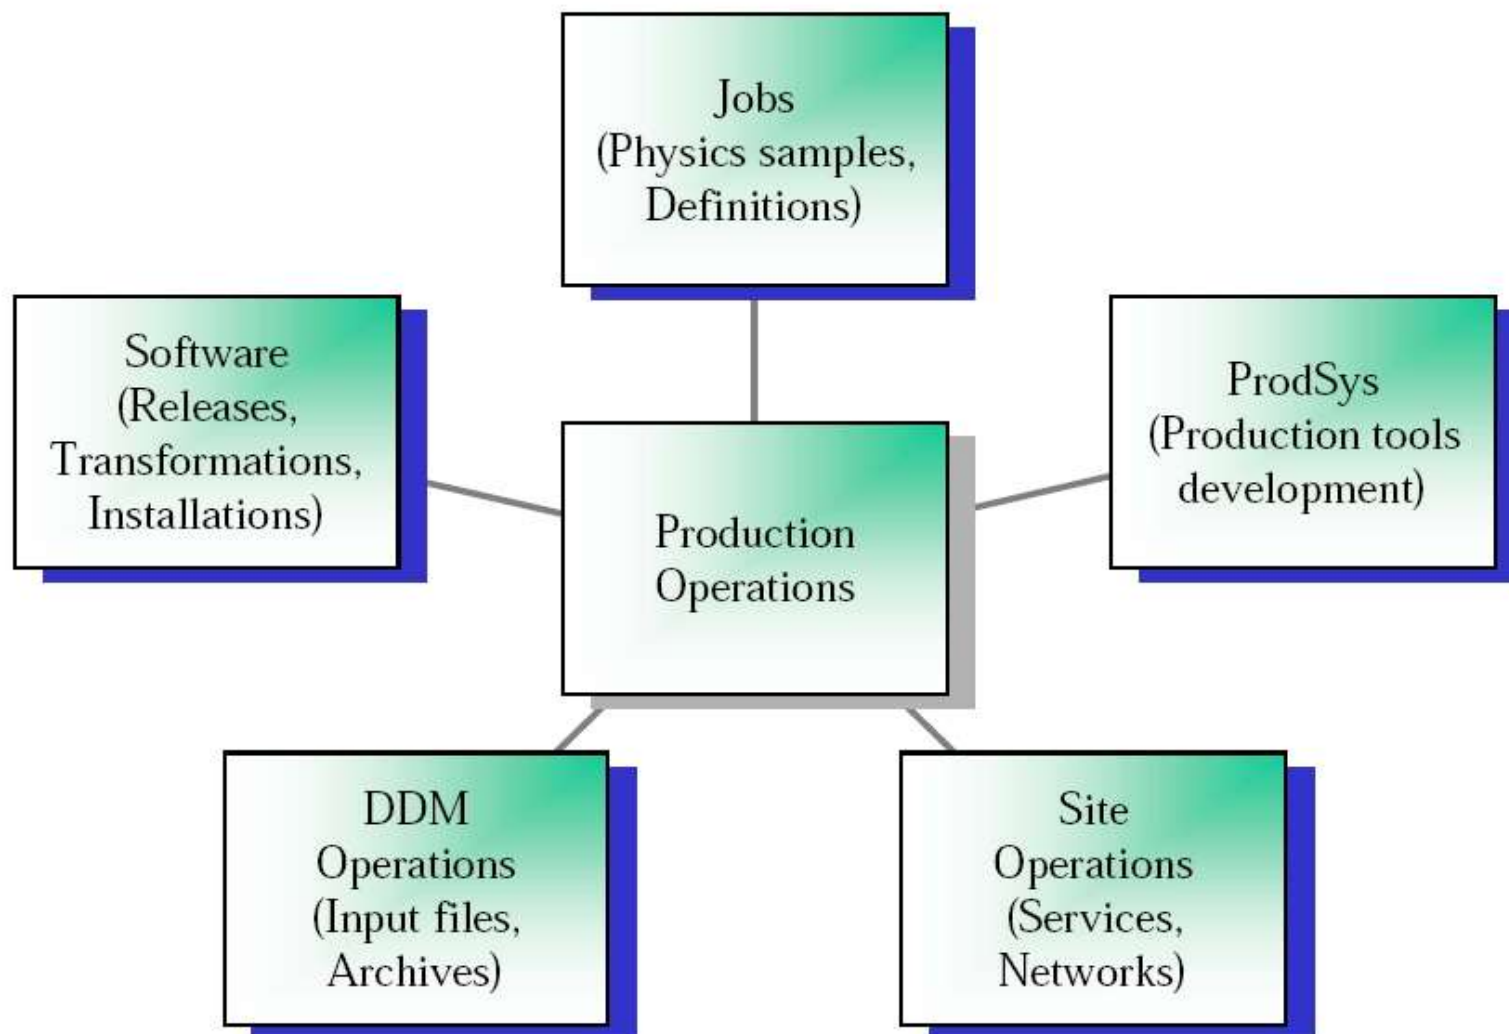 Jobs
(Physics samples,
Definitions)
Software
(Releases,
Transformations,
Installations)
ProdSys
(Production tools
development)
Production
Operations
DDM
Operations
(Input files,
Archives)
Site
Operations
(Services,
Networks)